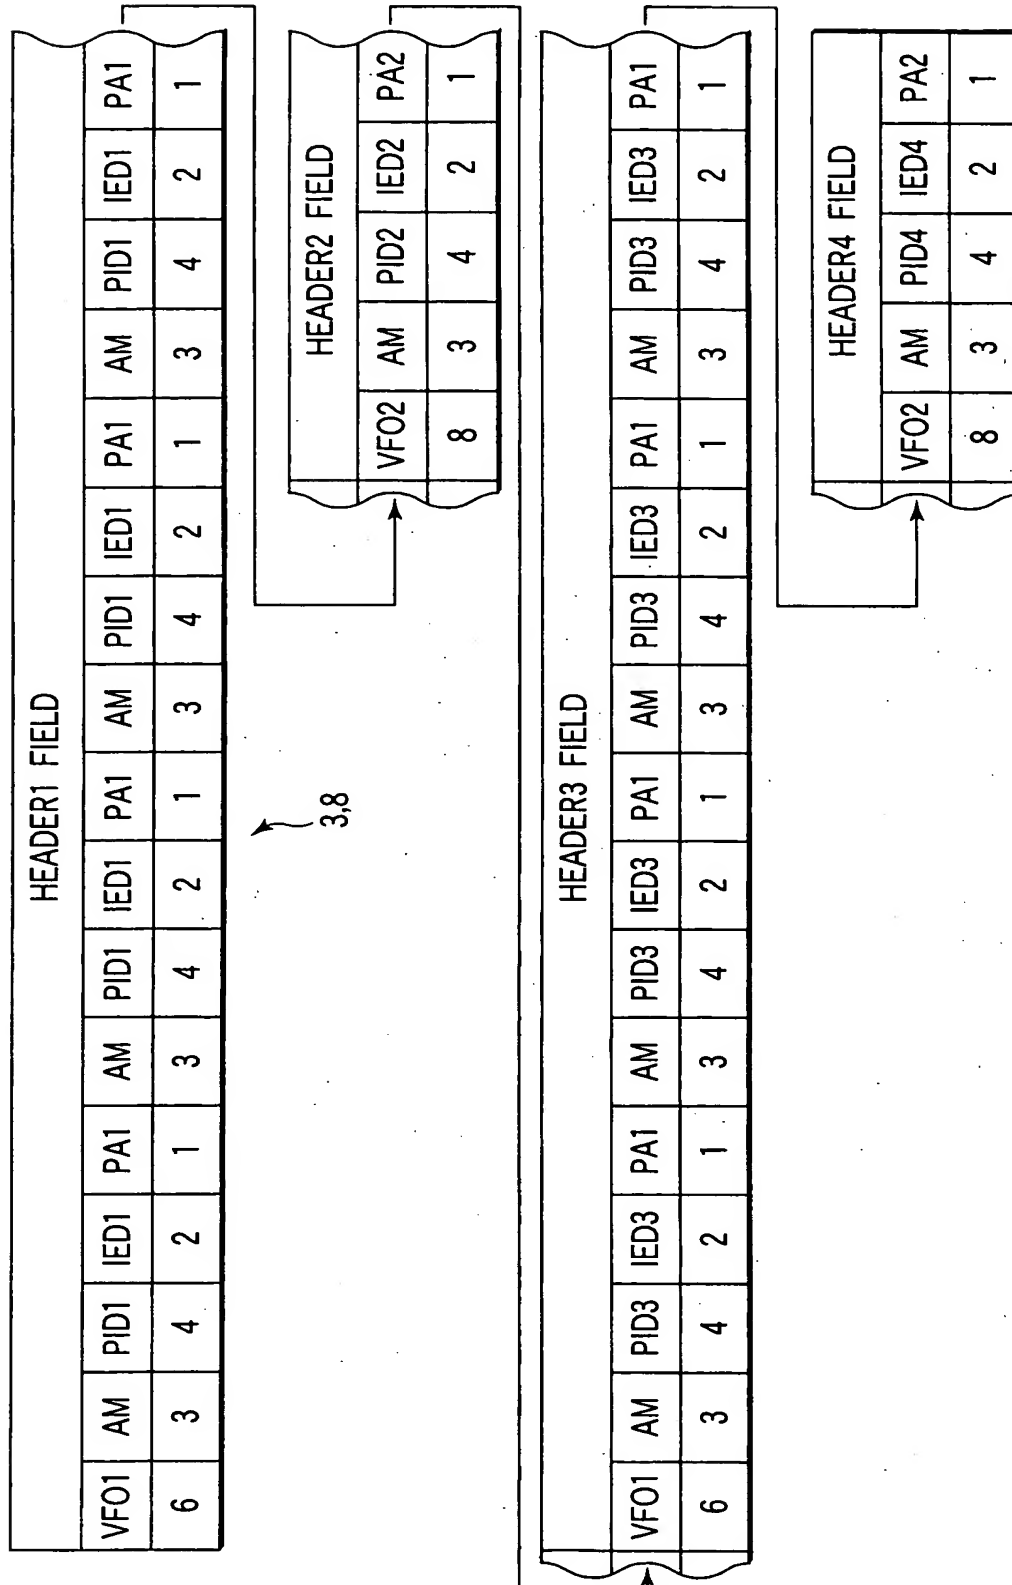 HEADER1 FIELD
VFO1 AM PID1 IED1 PA1 AM PID1 IED1 PA1 AM PID1 IED1 PA1 AM PID1 IED1 PA1
6 3 4 2 1 3 4 2 1 3 4 2 1 3 4 2 1
3,8
HEADER2 FIELD
VFO2 AM PID2 IED2 PA2
8 3 4 2 1
HEADER3 FIELD
VFO1 AM PID3 IED3 PA1 AM PID3 IED3 PA1 AM PID3 IED3 PA1 AM PID3 IED3 PA1
6 3 4 2 1 3 4 2 1 3 4 2 1 3 4 2 1
HEADER4 FIELD
VFO2 AM PID4 IED4 PA2
8 3 4 2 1